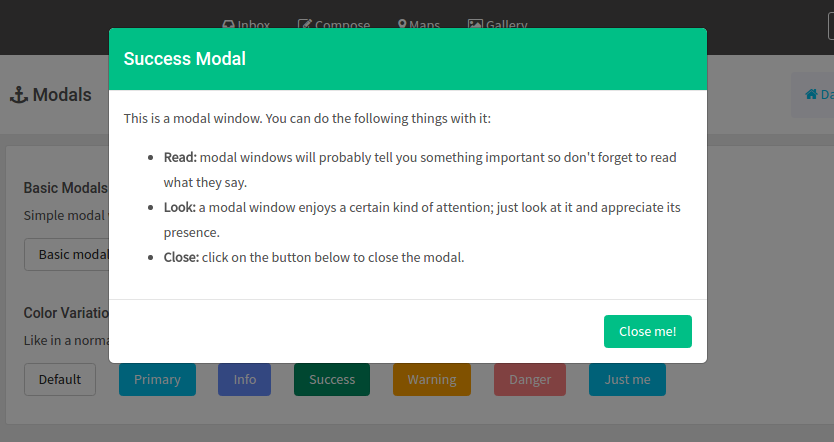 Inbox Compose Maps Gallery
Success Modal
Modals
This is a modal window. You can do the following things with it:
Read: modal windows will probably tell you something important so don't forget to read
what they say.
Basic Modals
Look: a modal window enjoys a certain kind of attention; just look at it and appreciate its
Simple modal
presence.
Basic modal
Close: click on the button below to close the modal.
Color Variatio
Close me!
Like in a norma
Default Primary Info Success Warning Danger Just me